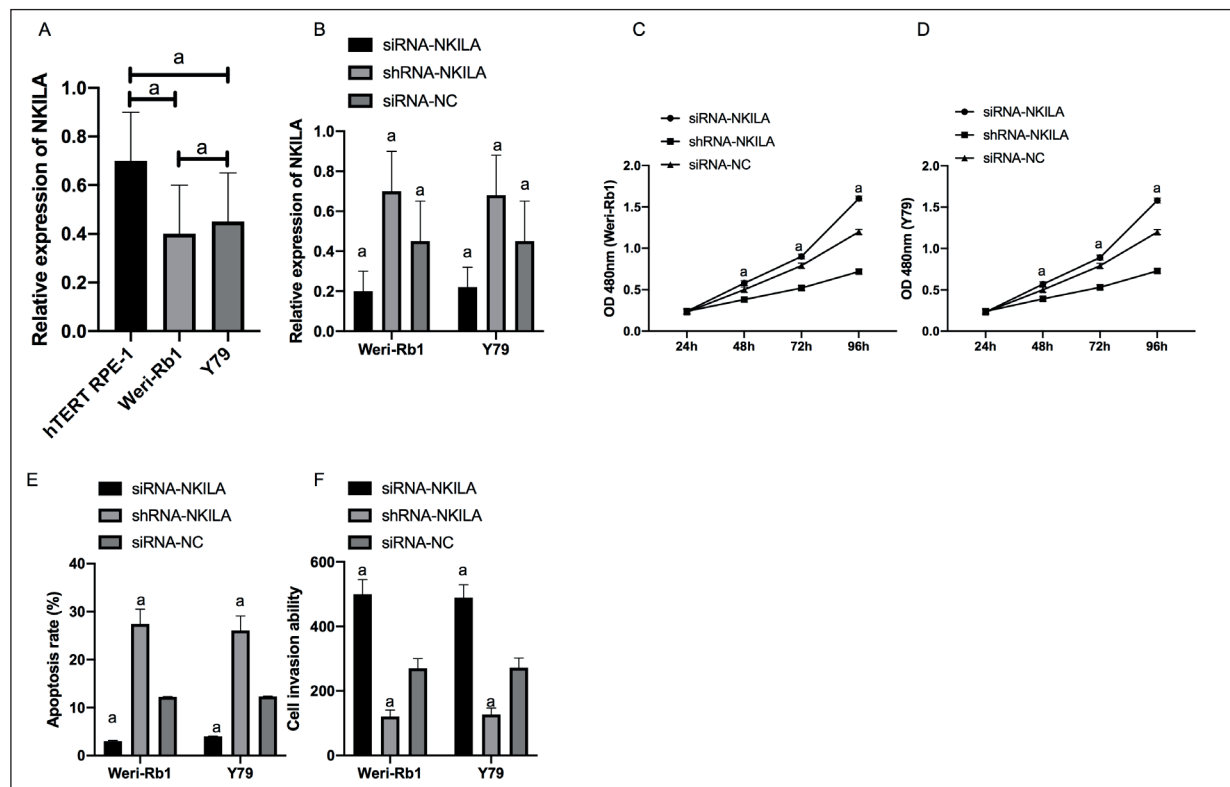 A
a
a
a
Relative expression of NKILA
1.0
0.8
0.6
0.4
0.2
0.0
hTERT RPE-1
Weri-Rb1
Y79
B
siRNA-NKILA
shRNA-NKILA
siRNA-NC
Relative expression of NKILA
1.0
0.8
0.6
0.4
0.2
0.0
a
a
a
a
a
a
Weri-Rb1
Y79
C
siRNA-NKILA
shRNA-NKILA
siRNA-NC
OD 480nm (Weri-Rb1)
2.0
1.5
1.0
0.5
0.0
a
a
a
24h
48h
72h
96h
D
siRNA-NKILA
shRNA-NKILA
siRNA-NC
OD 480nm (Y79)
2.0
1.5
1.0
0.5
0.0
a
a
a
24h
48h
72h
96h
E
siRNA-NKILA
shRNA-NKILA
siRNA-NC
Apoptosis rate (%)
40
30
20
10
0
a
a
a
a
Weri-Rb1
Y79
F
siRNA-NKILA
shRNA-NKILA
siRNA-NC
Cell invasion ability
600
400
200
0
a
a
a
a
Weri-Rb1
Y79